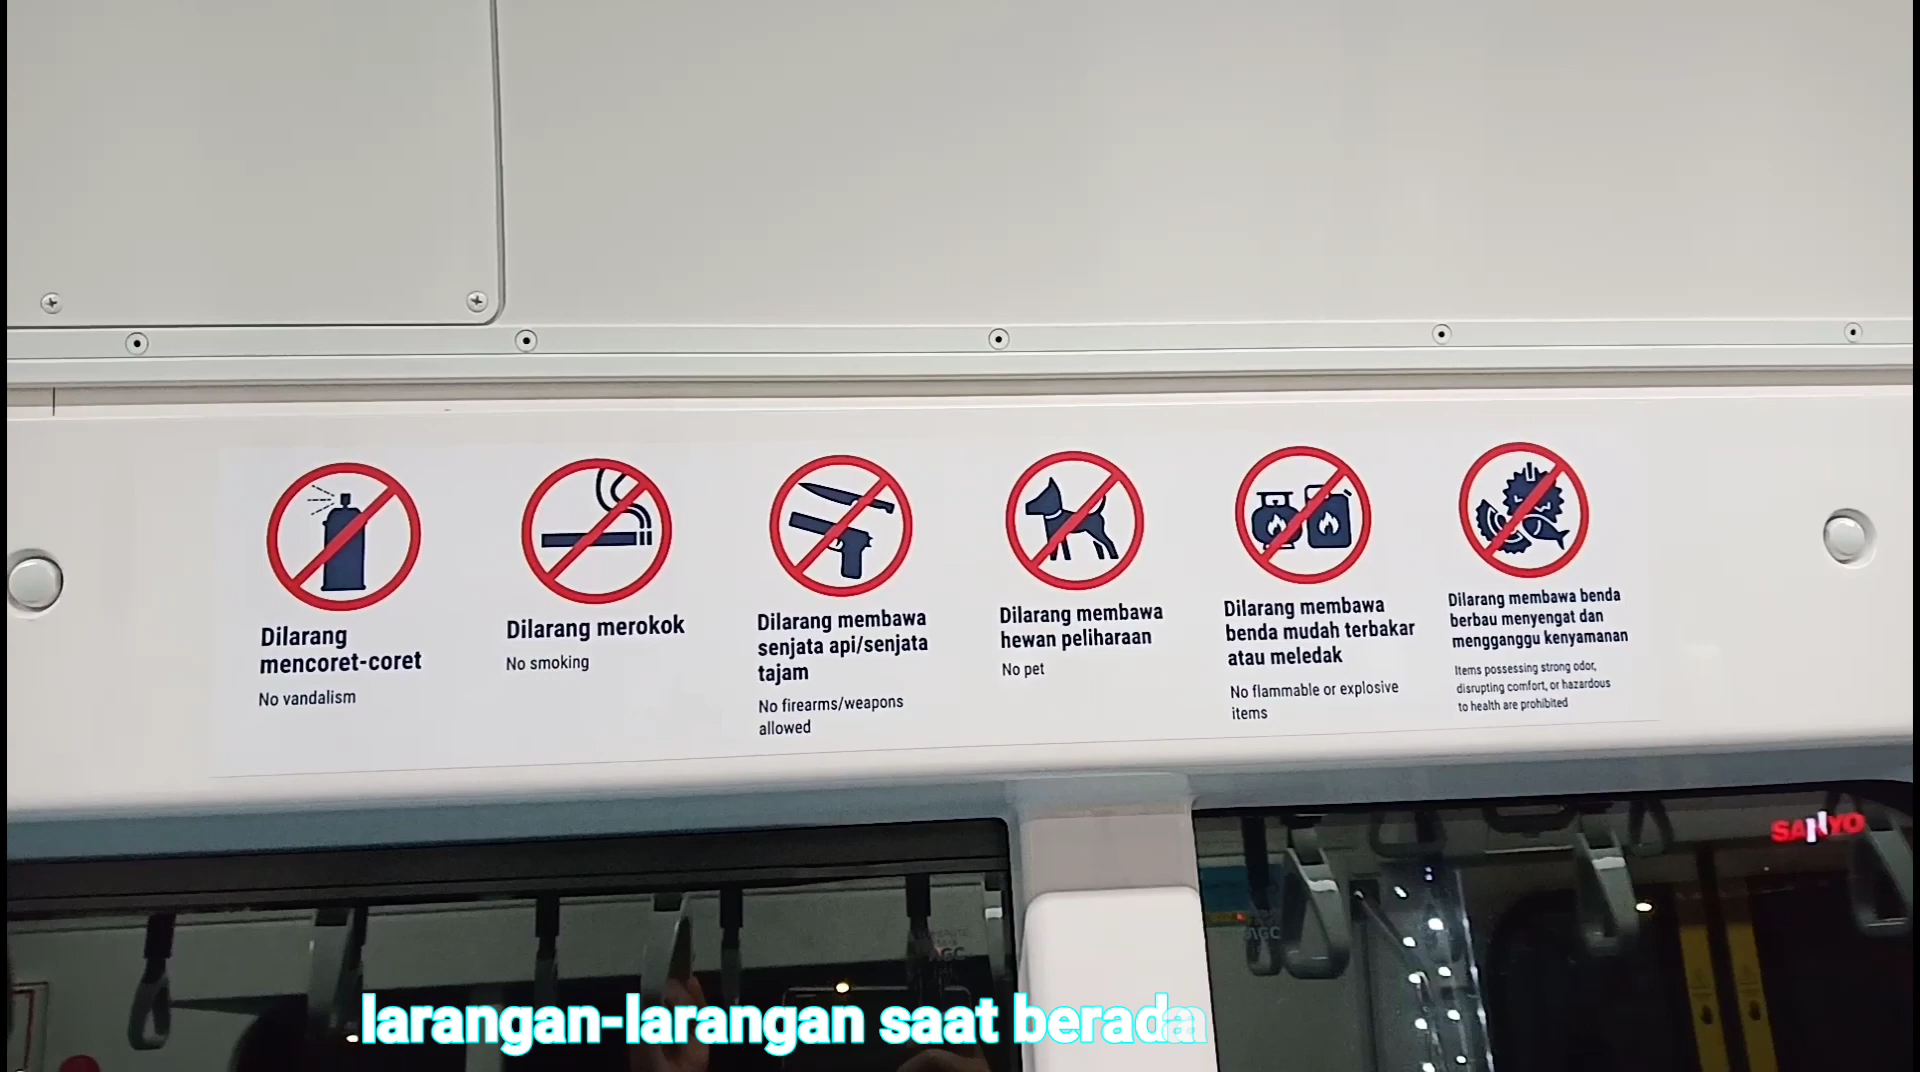 Dilarang
mencoret-coret
No vandalism
Dilarang merokok
No smoking
Dilarang membawa
senjata api/senjata
tajam
No firearms/weapons
allowed
Dilarang membawa
hewan peliharaan
No pet
Dilarang membawa
benda mudah terbakar
atau meledak
No flammable or explosive
items
Dilarang membawa benda
berbau menyengat dan
mengganggu kenyamanan
Items possessing strong odor,
disrupting comfort, or hazardous
to health are prohibited
SANYO
AGC
AGC
larangan-larangan saat berada